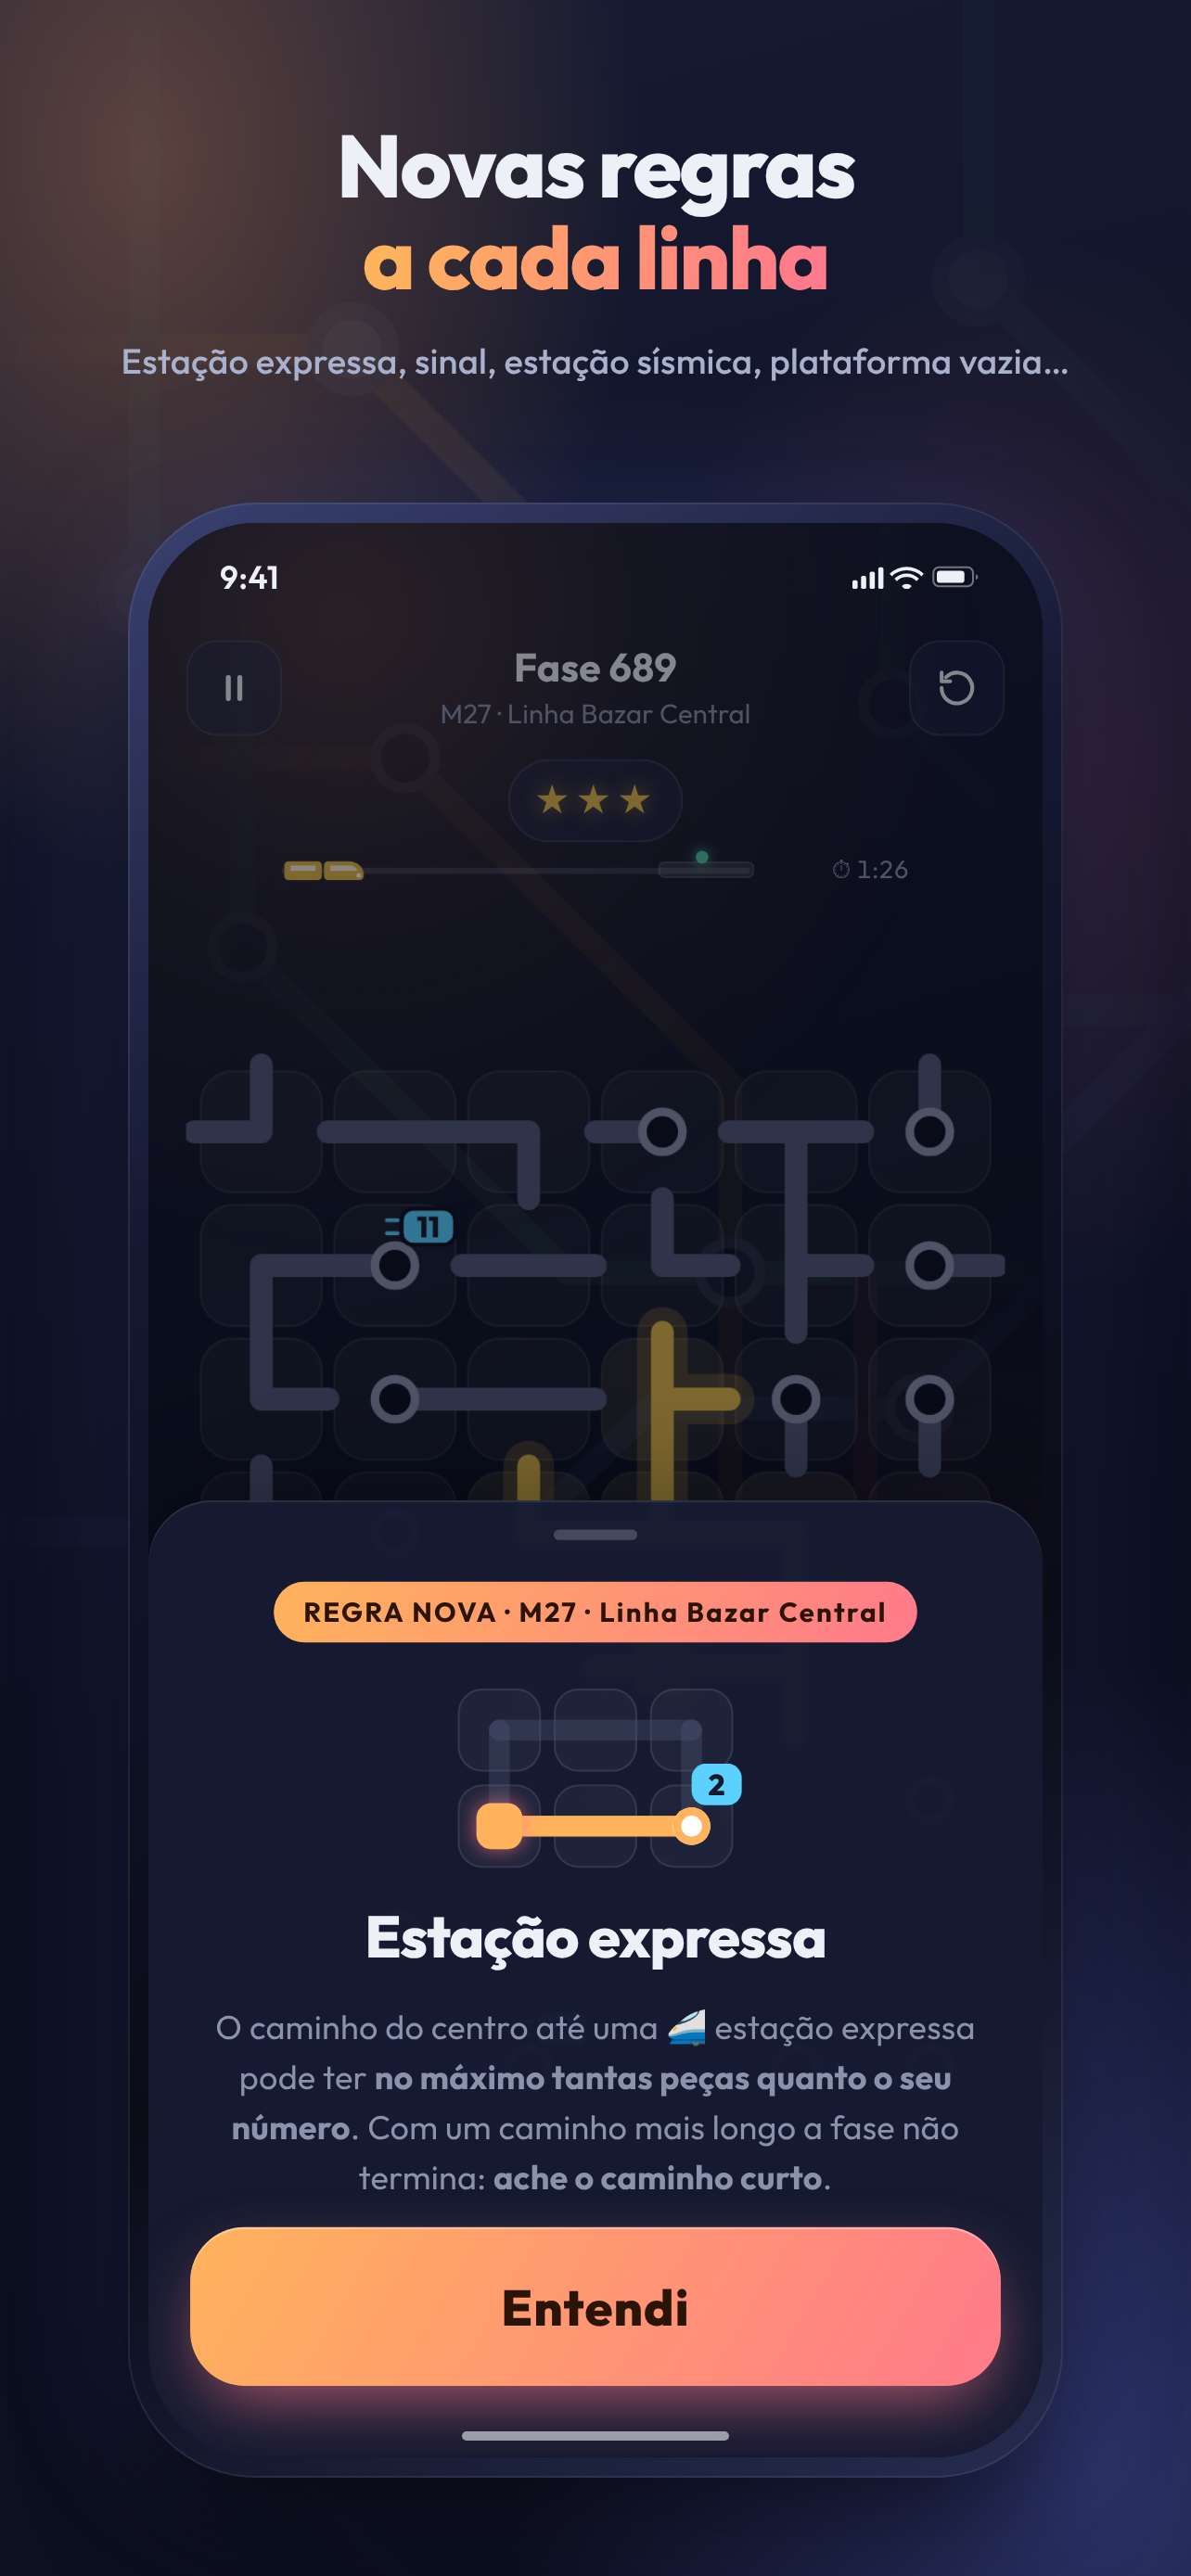 Novas regras
a cada linha
Estação expressa, sinal, estação sísmica, plataforma vazia...
9:41
Fase 689
M27 · Linha Bazar Central
★★★
⏱ 1:26
11
REGRA NOVA · M27 · Linha Bazar Central
2
Estação expressa
O caminho do centro até uma 🚄 estação expressa
pode ter no máximo tantas peças quanto o seu
número. Com um caminho mais longo a fase não
termina: ache o caminho curto.
Entendi